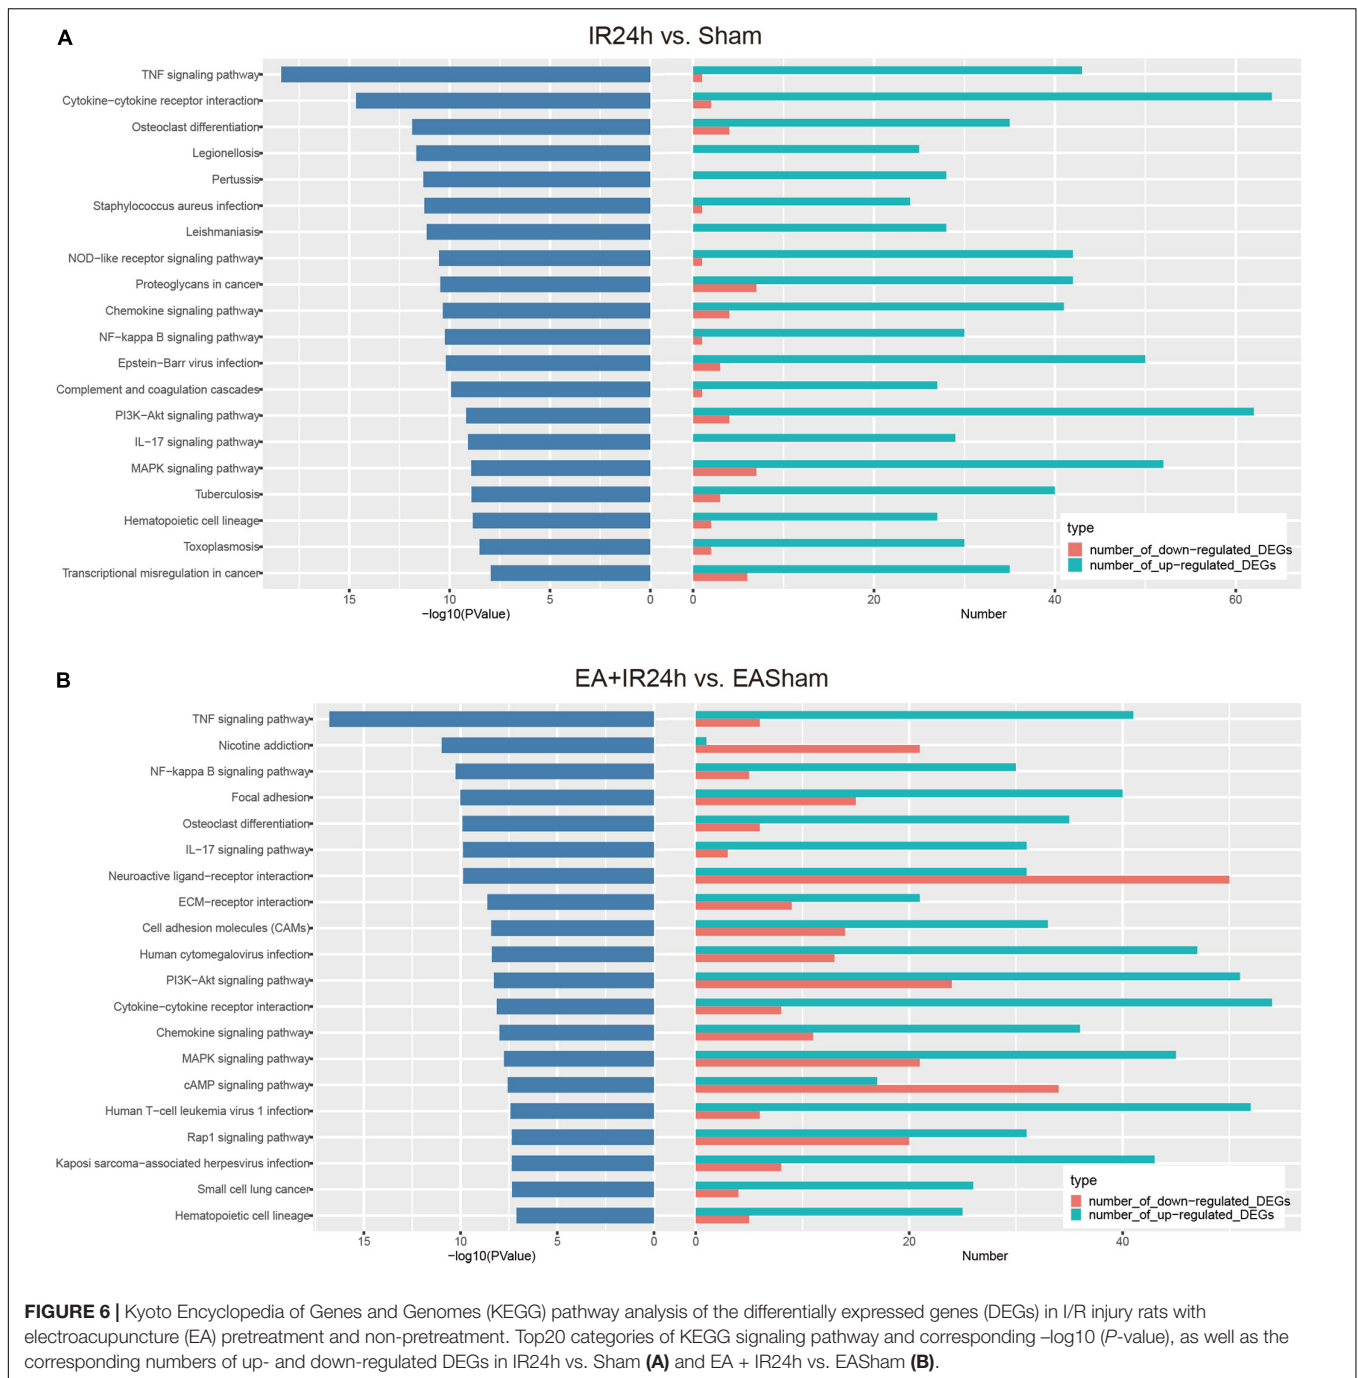 A
IR24h vs. Sham
TNF signaling pathway
Cytokine−cytokine receptor interaction
Osteoclast differentiation
Legionellosis
Pertussis
Staphylococcus aureus infection
Leishmaniasis
NOD−like receptor signaling pathway
Proteoglycans in cancer
Chemokine signaling pathway
NF−kappa B signaling pathway
Epstein−Barr virus infection
Complement and coagulation cascades
PI3K−Akt signaling pathway
IL−17 signaling pathway
MAPK signaling pathway
Tuberculosis
Hematopoietic cell lineage
Toxoplasmosis
Transcriptional misregulation in cancer
type
number_of_down−regulated_DEGs
number_of_up−regulated_DEGs
15 10 5 0 0 20 40 60
−log10(PValue) Number
B
EA+IR24h vs. EASham
TNF signaling pathway
Nicotine addiction
NF−kappa B signaling pathway
Focal adhesion
Osteoclast differentiation
IL−17 signaling pathway
Neuroactive ligand−receptor interaction
ECM−receptor interaction
Cell adhesion molecules (CAMs)
Human cytomegalovirus infection
PI3K−Akt signaling pathway
Cytokine−cytokine receptor interaction
Chemokine signaling pathway
MAPK signaling pathway
cAMP signaling pathway
Human T−cell leukemia virus 1 infection
Rap1 signaling pathway
Kaposi sarcoma−associated herpesvirus infection
Small cell lung cancer
Hematopoietic cell lineage
type
number_of_down−regulated_DEGs
number_of_up−regulated_DEGs
15 10 5 0 0 20 40
−log10(PValue) Number
FIGURE 6 | Kyoto Encyclopedia of Genes and Genomes (KEGG) pathway analysis of the differentially expressed genes (DEGs) in I/R injury rats with
electroacupuncture (EA) pretreatment and non-pretreatment. Top20 categories of KEGG signaling pathway and corresponding –log10 (P-value), as well as the
corresponding numbers of up- and down-regulated DEGs in IR24h vs. Sham (A) and EA + IR24h vs. EASham (B).